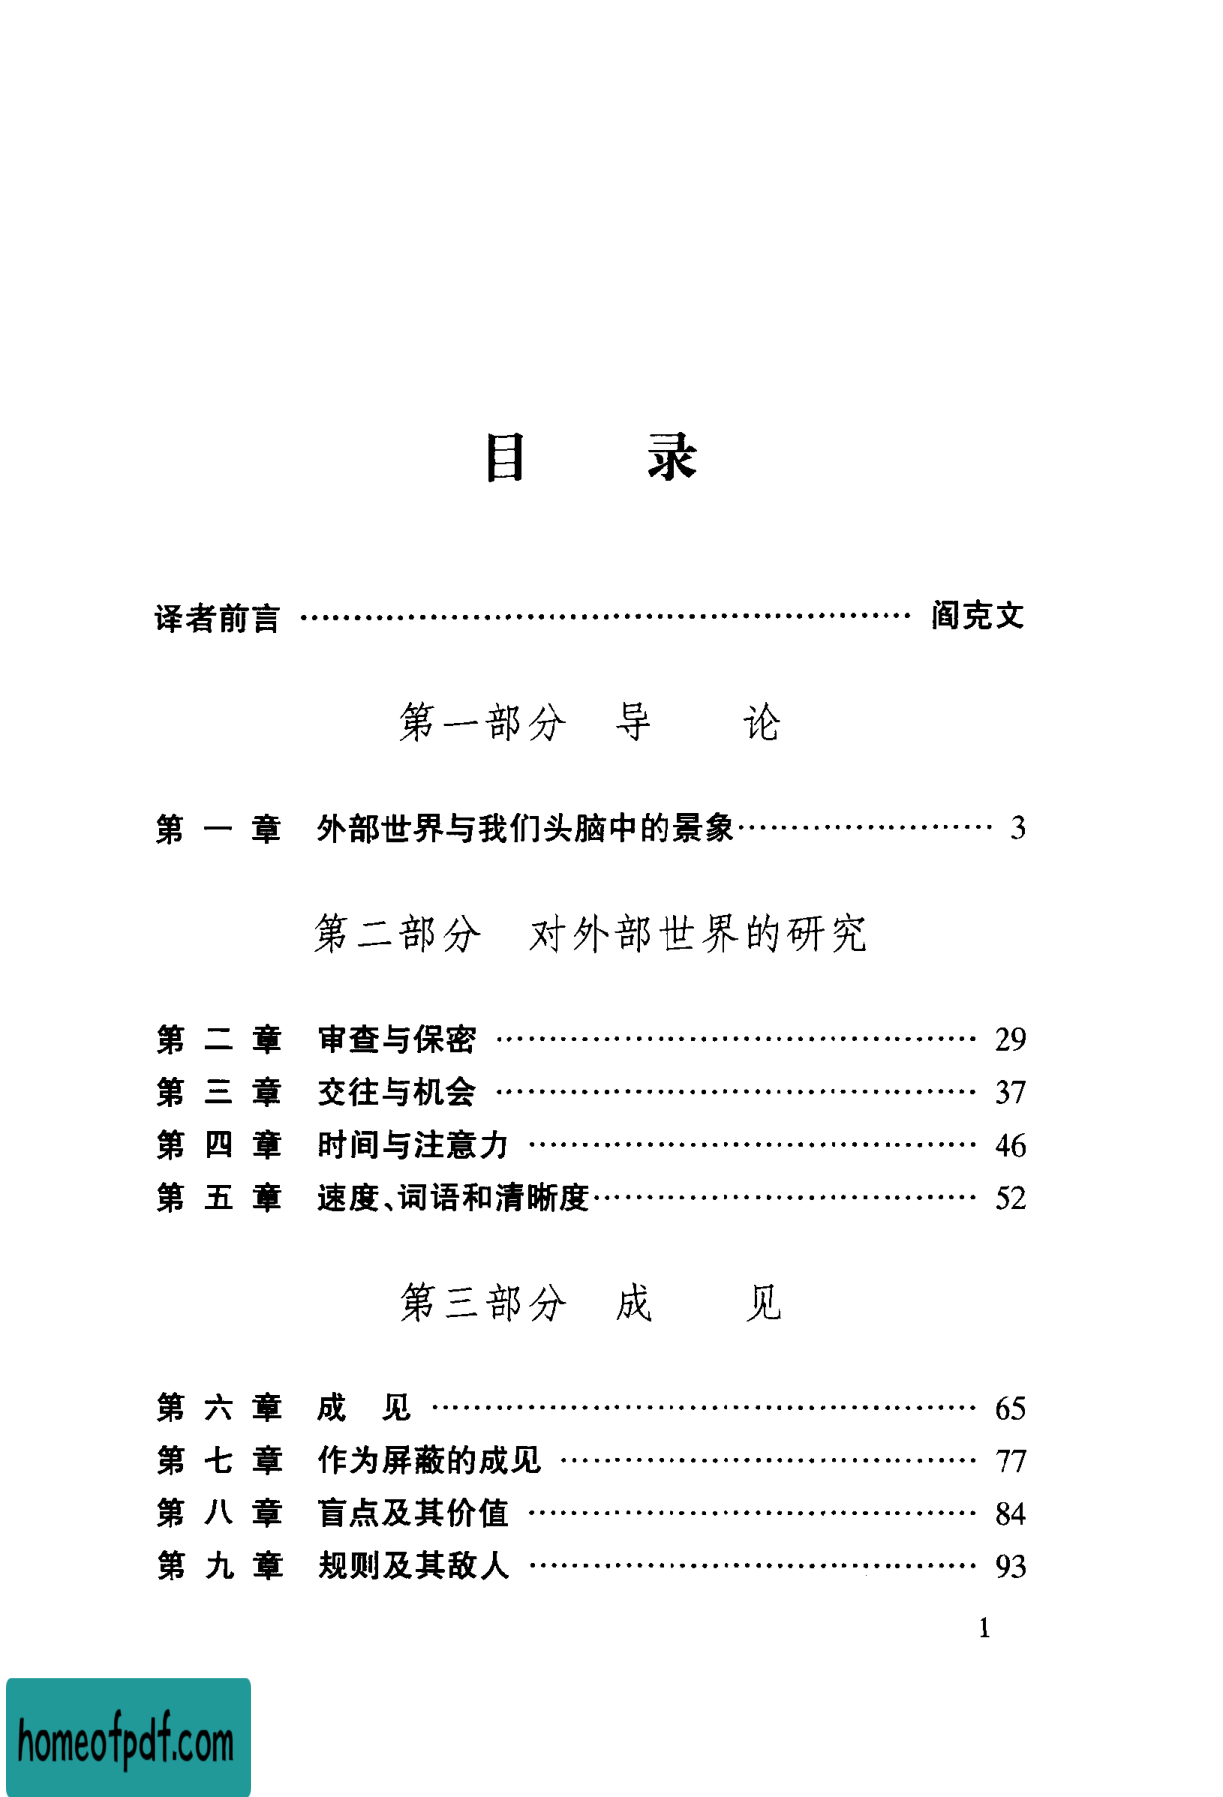 目 录
译者前言 …………………………………………………… 阎克文
第一部分 导 论
第一章 外部世界与我们头脑中的景象…………………… 3
第二部分 对外部世界的研究
第二章 审查与保密 ………………………………………… 29
第三章 交往与机会 ………………………………………… 37
第四章 时间与注意力 ……………………………………… 46
第五章 速度、词语和清晰度……………………………… 52
第三部分 成 见
第六章 成 见 ……………………………………………… 65
第七章 作为屏蔽的成见 …………………………………… 77
第八章 盲点及其价值 ……………………………………… 84
第九章 规则及其敌人 ……………………………………… 93
1
homeofpdf.com